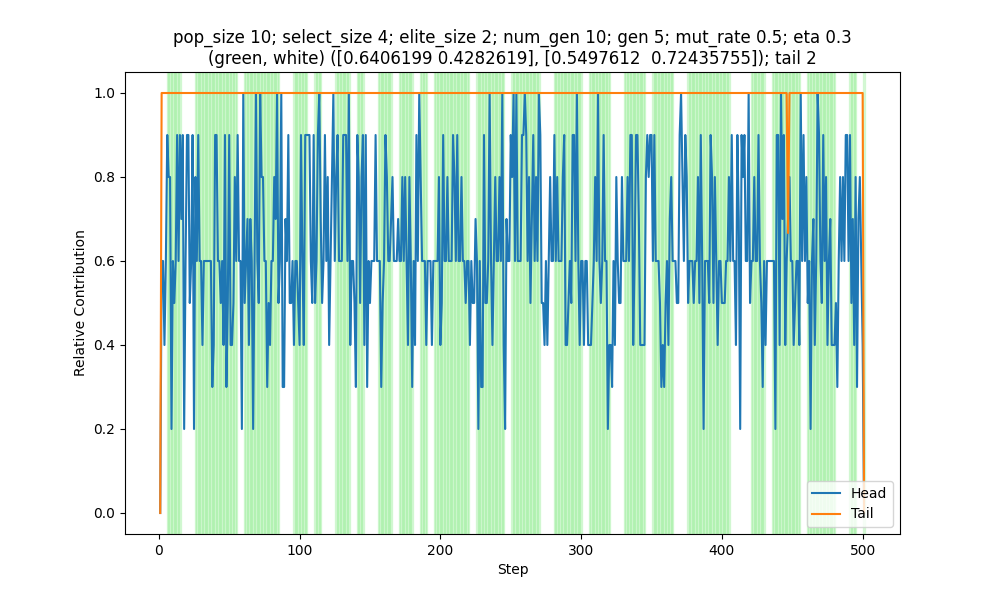 pop_size 10; select_size 4; elite_size 2; num_gen 10; gen 5; mut_rate 0.5; eta 0.3
(green, white) ([0.6406199 0.4282619], [0.5497612  0.72435755]); tail 2
1.0
0.8
0.6
0.4
0.2
0.0
Relative Contribution
Head
Tail
0
100
200
300
400
500
Step